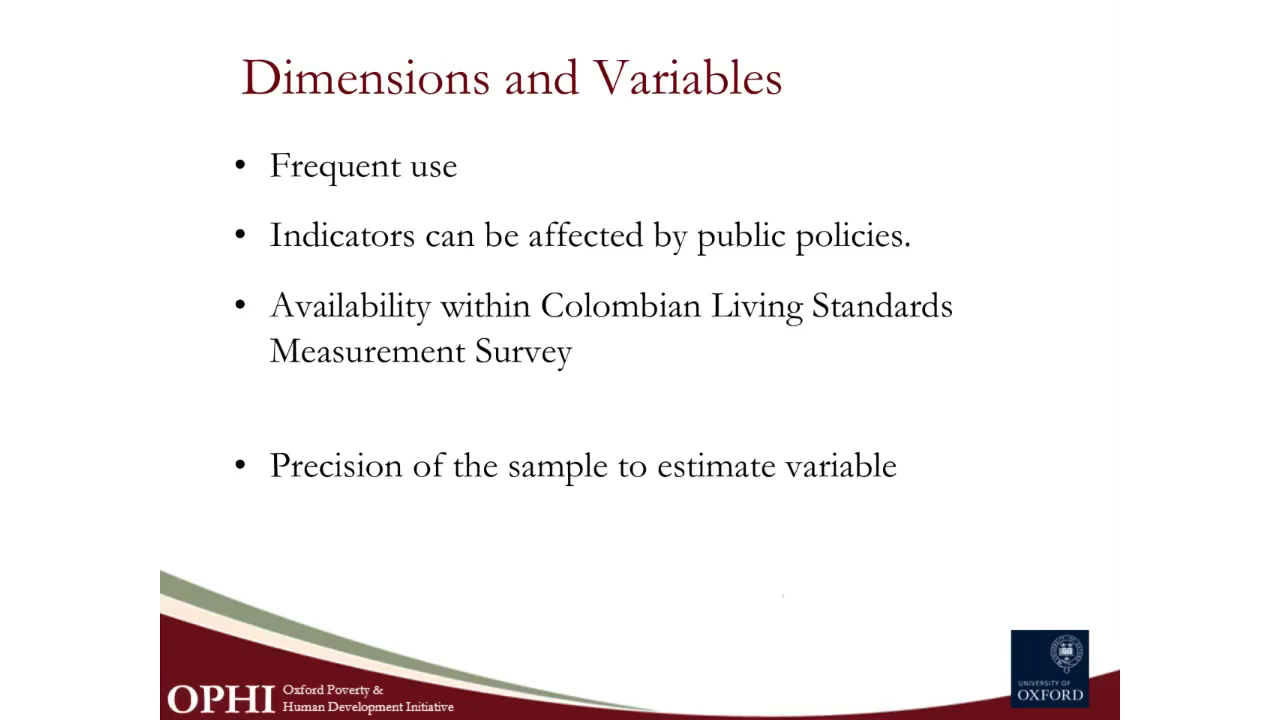 Dimensions and Variables
• Frequent use
• Indicators can be affected by public policies.
• Availability within Colombian Living Standards
Measurement Survey
• Precision of the sample to estimate variable
OPHI
Oxford Poverty &
Human Development Initiative
UNIVERSITY OF
OXFORD